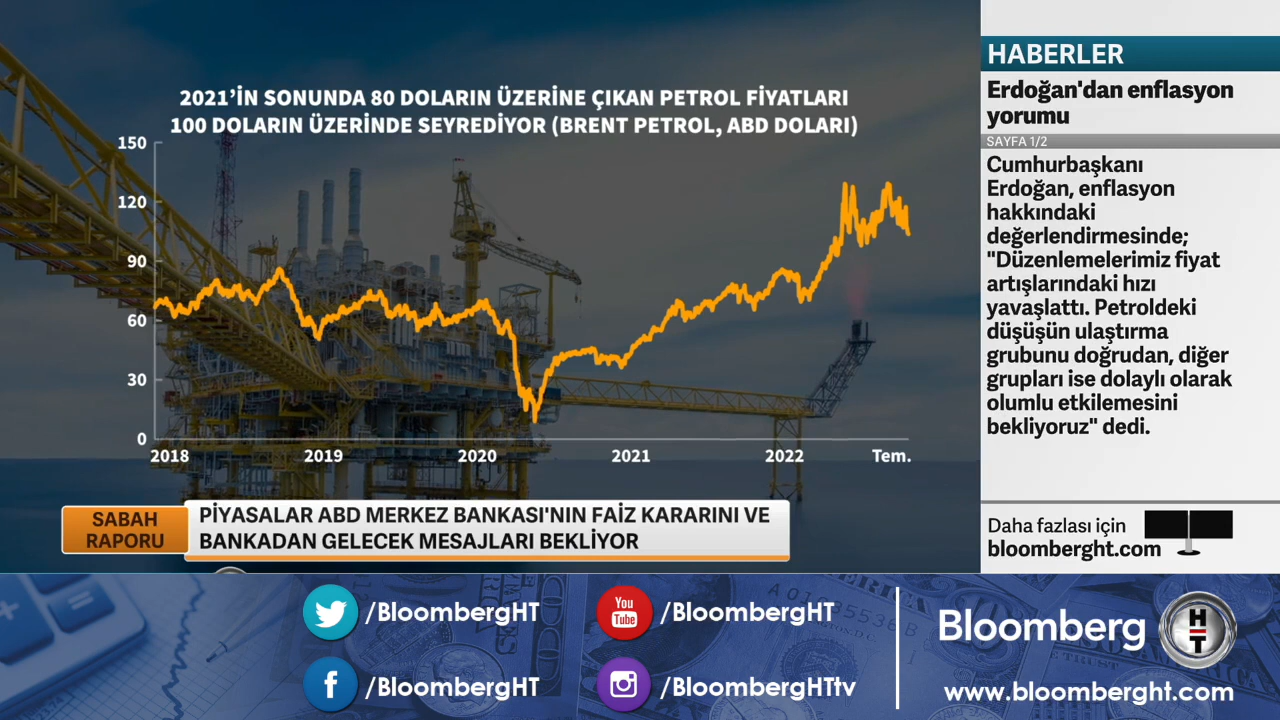 2021’İN SONUNDA 80 DOLARIN ÜZERİNE ÇIKAN PETROL FİYATLARI
100 DOLARIN ÜZERİNDE SEYREDİYOR (BRENT PETROL, ABD DOLARI)
150
120
90
60
30
0
2018 2019 2020 2021 2022 Tem.
SABAH
RAPORU
PİYASALAR ABD MERKEZ BANKASI'NIN FAİZ KARARINI VE
BANKADAN GELECEK MESAJLARI BEKLİYOR
HABERLER
Erdoğan'dan enflasyon
yorumu
SAYFA 1/2
Cumhurbaşkanı
Erdoğan, enflasyon
hakkındaki
değerlendirmesinde;
"Düzenlemelerimiz fiyat
artışlarındaki hızı
yavaşlattı. Petroldeki
düşüşün ulaştırma
grubunu doğrudan, diğer
grupları ise dolaylı olarak
olumlu etkilemesini
bekliyoruz" dedi.
Daha fazlası için
bloomberght.com
/BloombergHT
You
Tube
/BloombergHT
f
/BloombergHT
/BloombergHTtv
Bloomberg HT
www.bloomberght.com